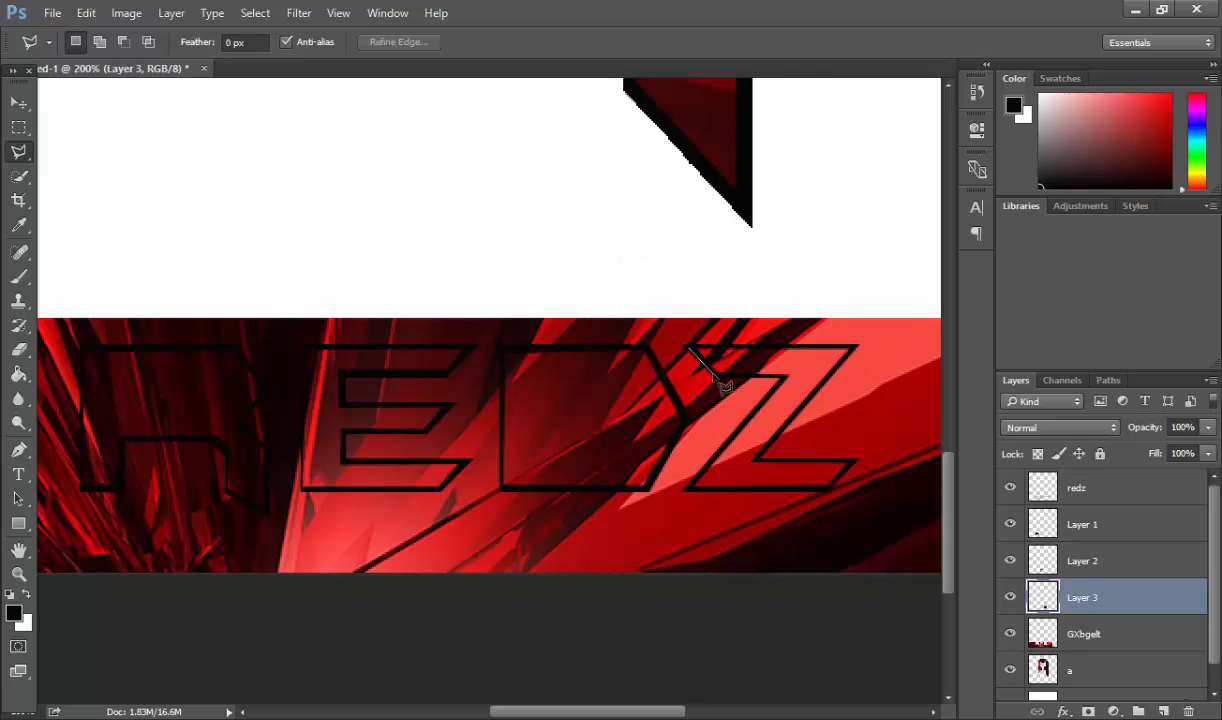 Ps File Edit Image Layer Type Select Filter View Window Help
Feather: 0 px Anti-alias Refine Edge... Essentials
ed-1 @ 200% (Layer 3, RGB/8) * ×
Color Swatches
Libraries Adjustments Styles
REDZ
Layers Channels Paths
Kind
Normal Opacity: 100%
Lock: Fill: 100%
redz
Layer 1
Layer 2
Layer 3
GXbgelt
a
Doc: 1.83M/16.6M